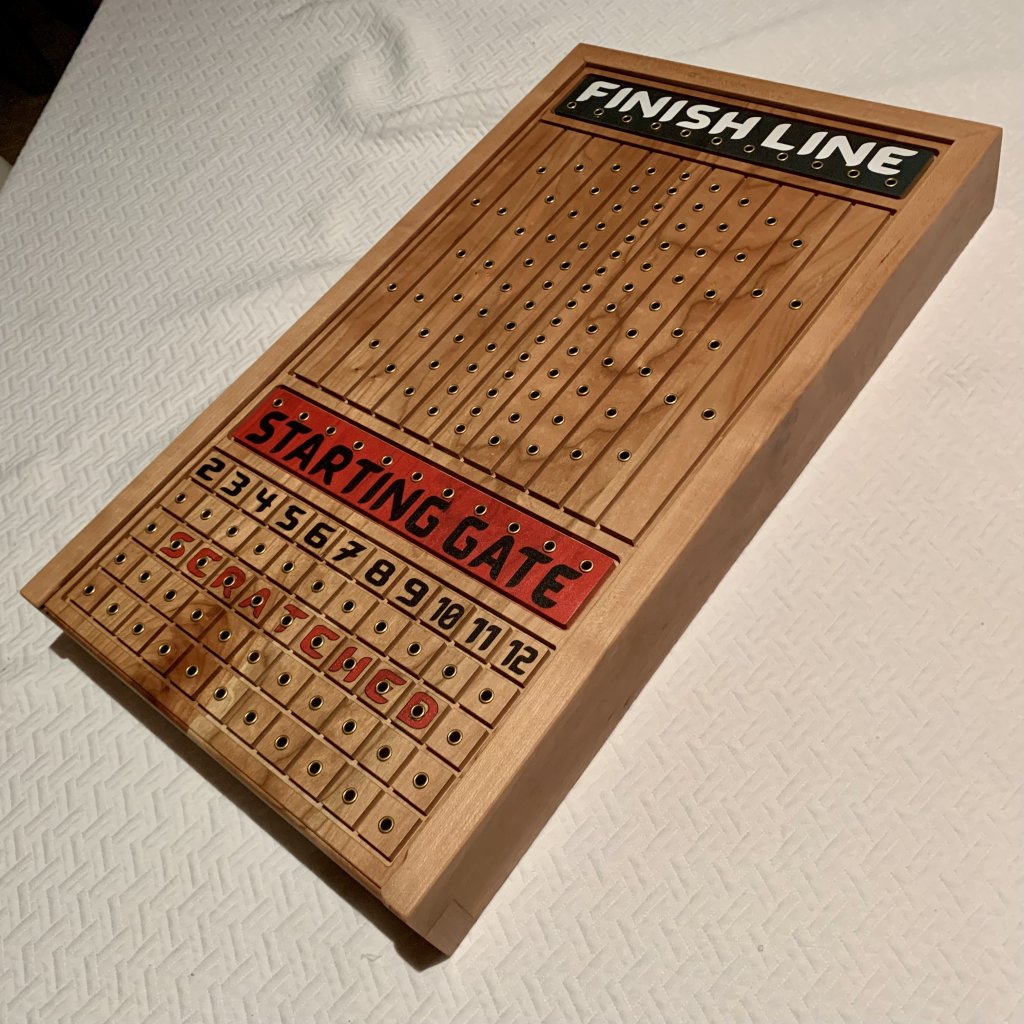 FINISH LINE
STARTING GATE
2 3 4 5 6 7 8 9 10 11 12
SCRATCHED